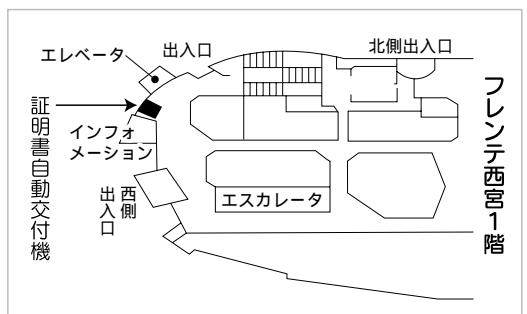 エレベータ
出入口
北側出入口
証明書自動交付機
インフォ
メーション
西側
出入口
エスカレータ
フレンテ西宮1階